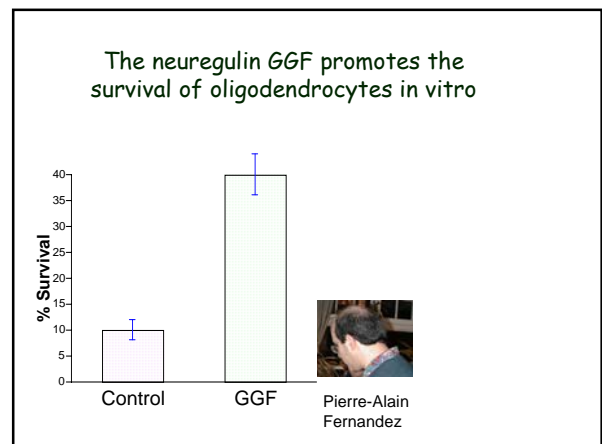 The neuregulin GGF promotes the
survival of oligodendrocytes in vitro
% Survival
40
35
30
25
20
15
10
5
0
Control
GGF
Pierre-Alain
Fernandez